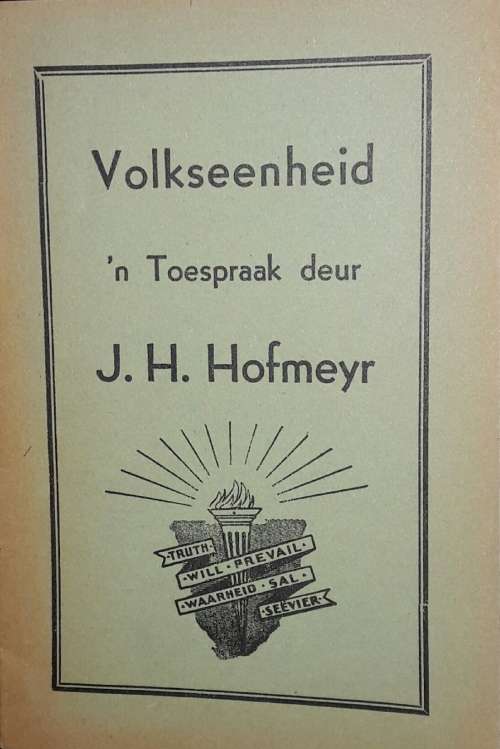 Volkseenheid
'n Toespraak deur
J. H. Hofmeyr
·TRUTH·
·WILL·PREVAIL·
·WAARHEID·SAL·
·SEËVIER·